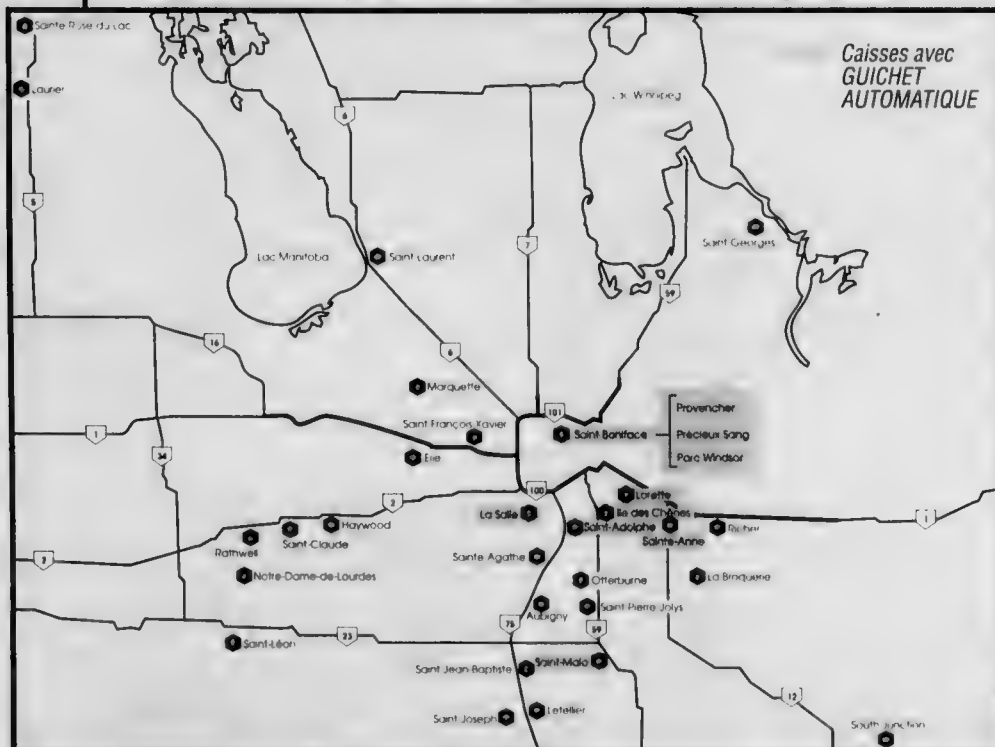 Caisses avec
GUICHET
AUTOMATIQUE
Sainte Rose du Lac
Laurier
5
6
Lac Winnipeg
7
Lac Manitoba
Saint Laurent
Saint Georges
59
16
6
Marquette
101
Provencher
Saint François Xavier
Saint Boniface
Précieux Sang
1
Elie
Parc Windsor
34
100
Lorette
2
La Salle
Ile des Chênes
1
Haywood
Saint-Adolphe
Sainte-Anne
Saint-Claude
Rathwell
Sainte Agathe
2
Notre-Dame-de-Lourdes
Otterburne
La Broquerie
Aubigny
Saint-Pierre Jolys
75
59
23
Saint-Léon
Saint Jean-Baptiste
Saint-Malo
12
Saint Joseph
Letellier
South Junction